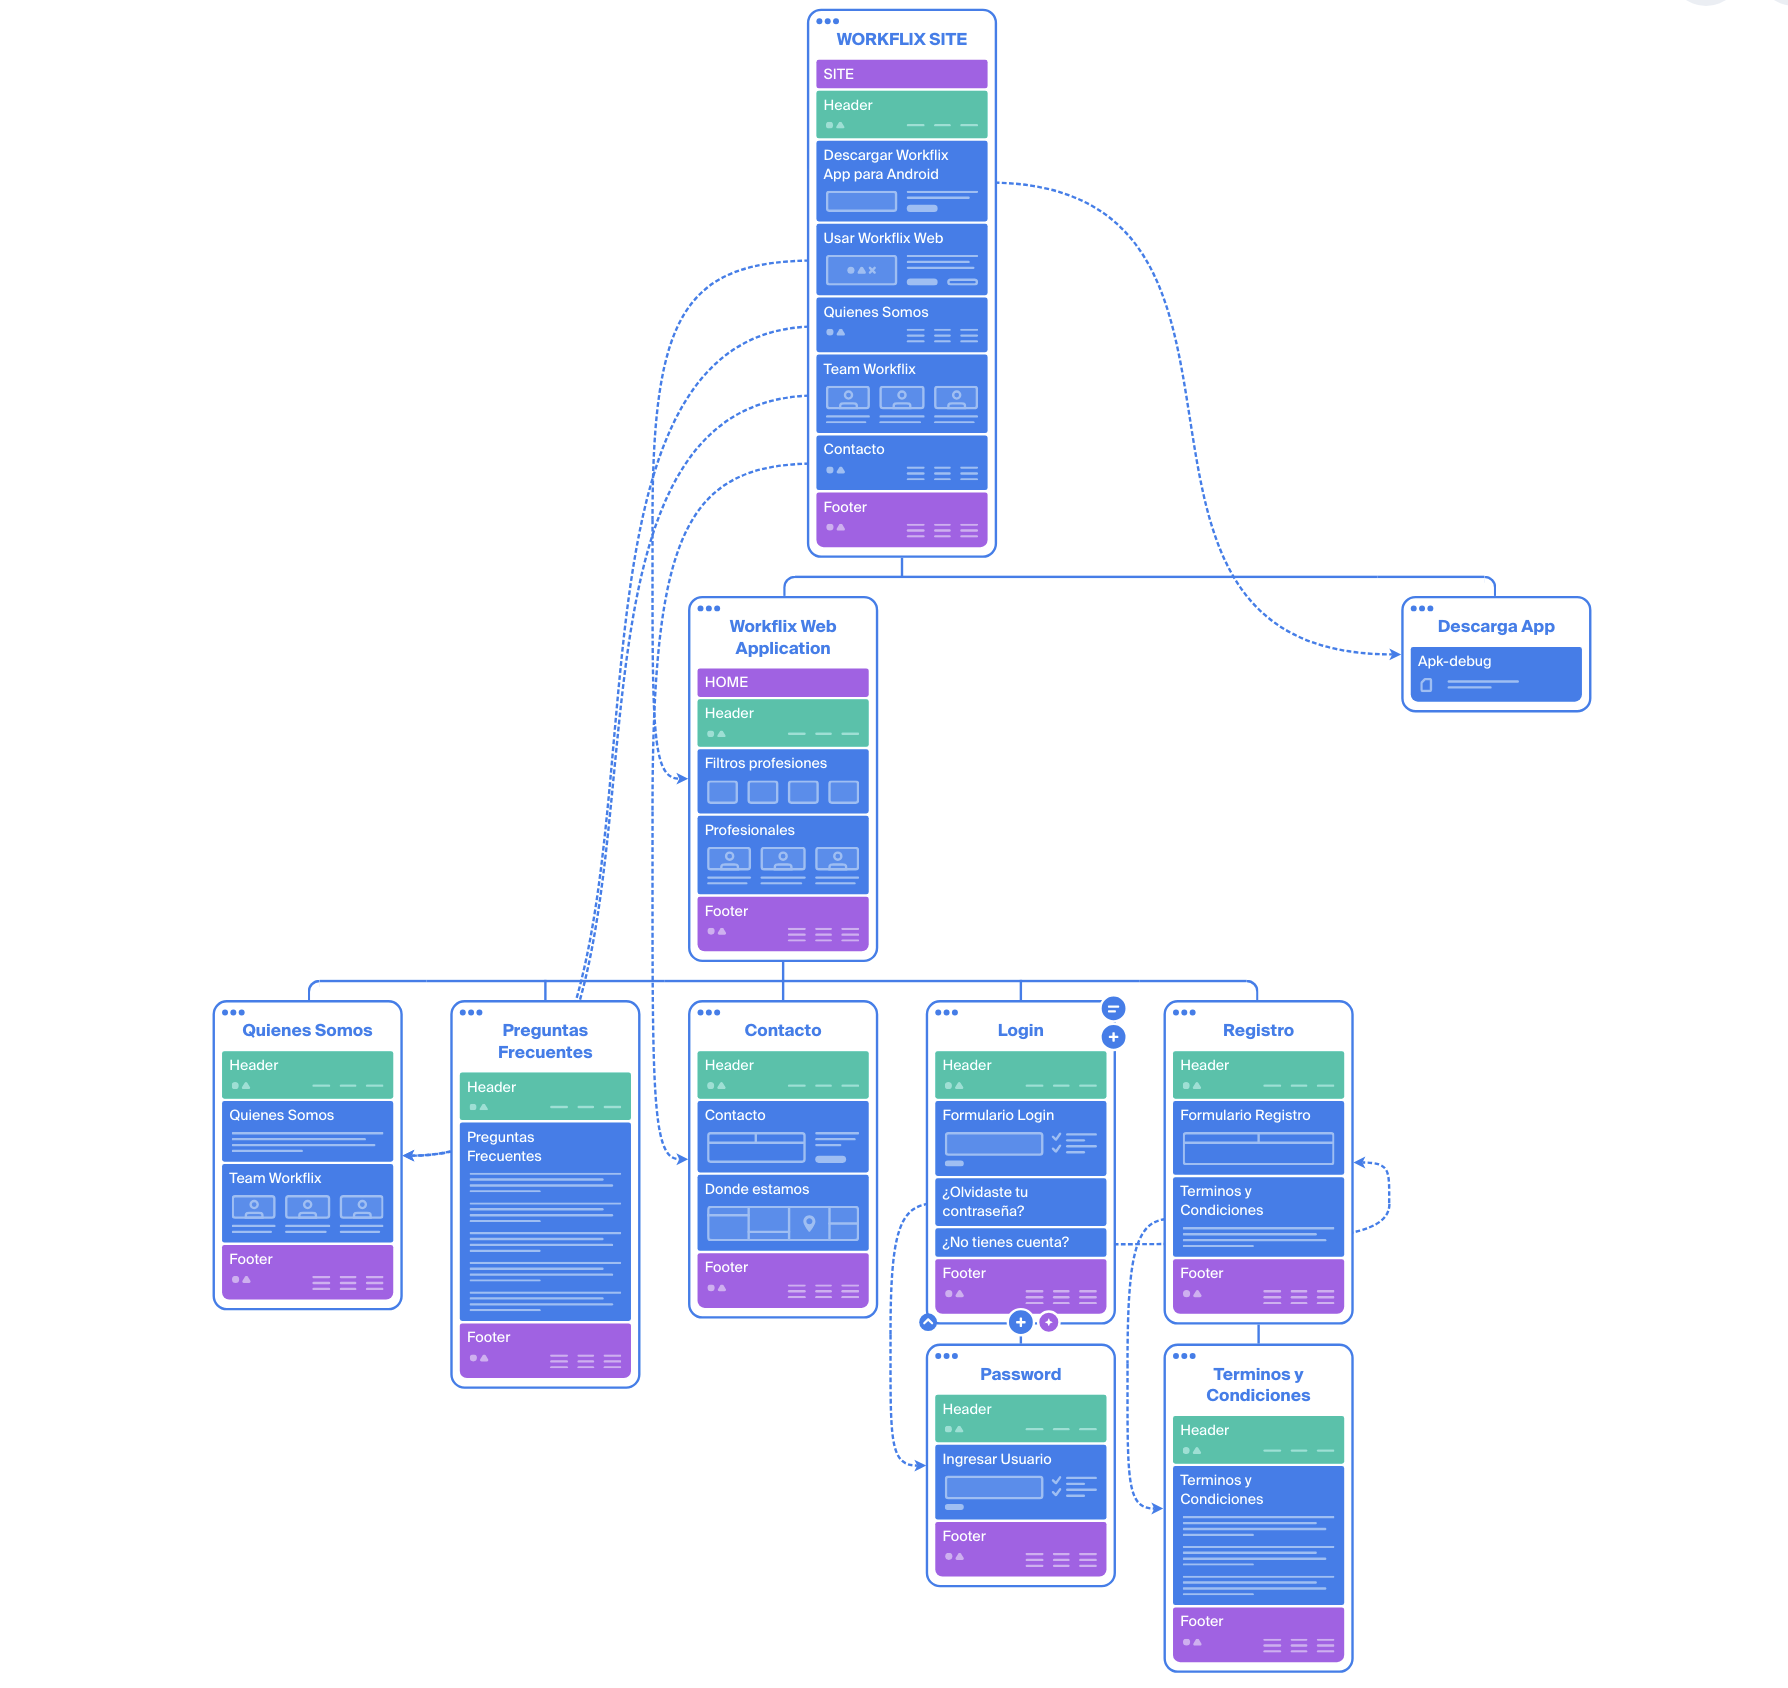 WORKFLIX SITE
SITE
Header
Descargar Workflix
App para Android
Usar Workflix Web
Quienes Somos
Team Workflix
Contacto
Footer
Workflix Web
Application
HOME
Header
Filtros profesiones
Profesionales
Footer
Descarga App
Apk-debug
Quienes Somos
Header
Quienes Somos
Team Workflix
Footer
Preguntas
Frecuentes
Header
Preguntas
Frecuentes
Footer
Contacto
Header
Contacto
Donde estamos
Footer
Login
Header
Formulario Login
¿Olvidaste tu
contraseña?
¿No tienes cuenta?
Footer
Registro
Header
Formulario Registro
Terminos y
Condiciones
Footer
Password
Header
Ingresar Usuario
Footer
Terminos y
Condiciones
Header
Terminos y
Condiciones
Footer